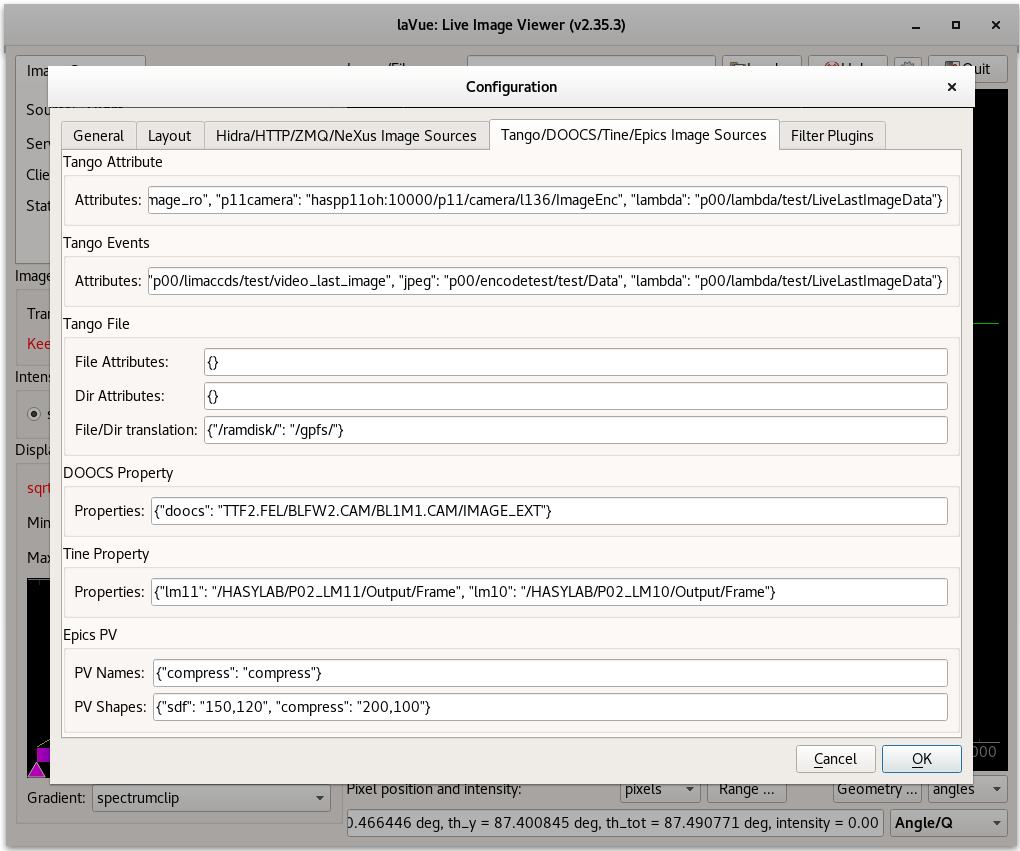 laVue: Live Image Viewer (v2.35.3)
Configuration
General
Layout
Hidra/HTTP/ZMQ/NeXus Image Sources
Tango/DOOCS/Tine/Epics Image Sources
Filter Plugins
Tango Attribute
Attributes: mage_ro", "p11camera": "haspp11oh:10000/p11/camera/l136/ImageEnc", "lambda": "p00/lambda/test/LiveLastImageData"}
Tango Events
Attributes: "p00/limaccds/test/video_last_image", "jpeg": "p00/encodetest/test/Data", "lambda": "p00/lambda/test/LiveLastImageData"}
Tango File
File Attributes: {}
Dir Attributes: {}
File/Dir translation: {"/ramdisk/": "/gpfs/"}
DOOCS Property
Properties: {"doocs": "TTF2.FEL/BLFW2.CAM/BL1M1.CAM/IMAGE_EXT"}
Tine Property
Properties: {"lm11": "/HASYLAB/P02_LM11/Output/Frame", "lm10": "/HASYLAB/P02_LM10/Output/Frame"}
Epics PV
PV Names: {"compress": "compress"}
PV Shapes: {"sdf": "150,120", "compress": "200,100"}
Cancel
OK
Quit
Image
Min
Max
000
Gradient: spectrumclip
Pixel position and intensity:
pixels
Range ...
Geometry ...
angles
0.466446 deg, th_y = 87.400845 deg, th_tot = 87.490771 deg, intensity = 0.00
Angle/Q